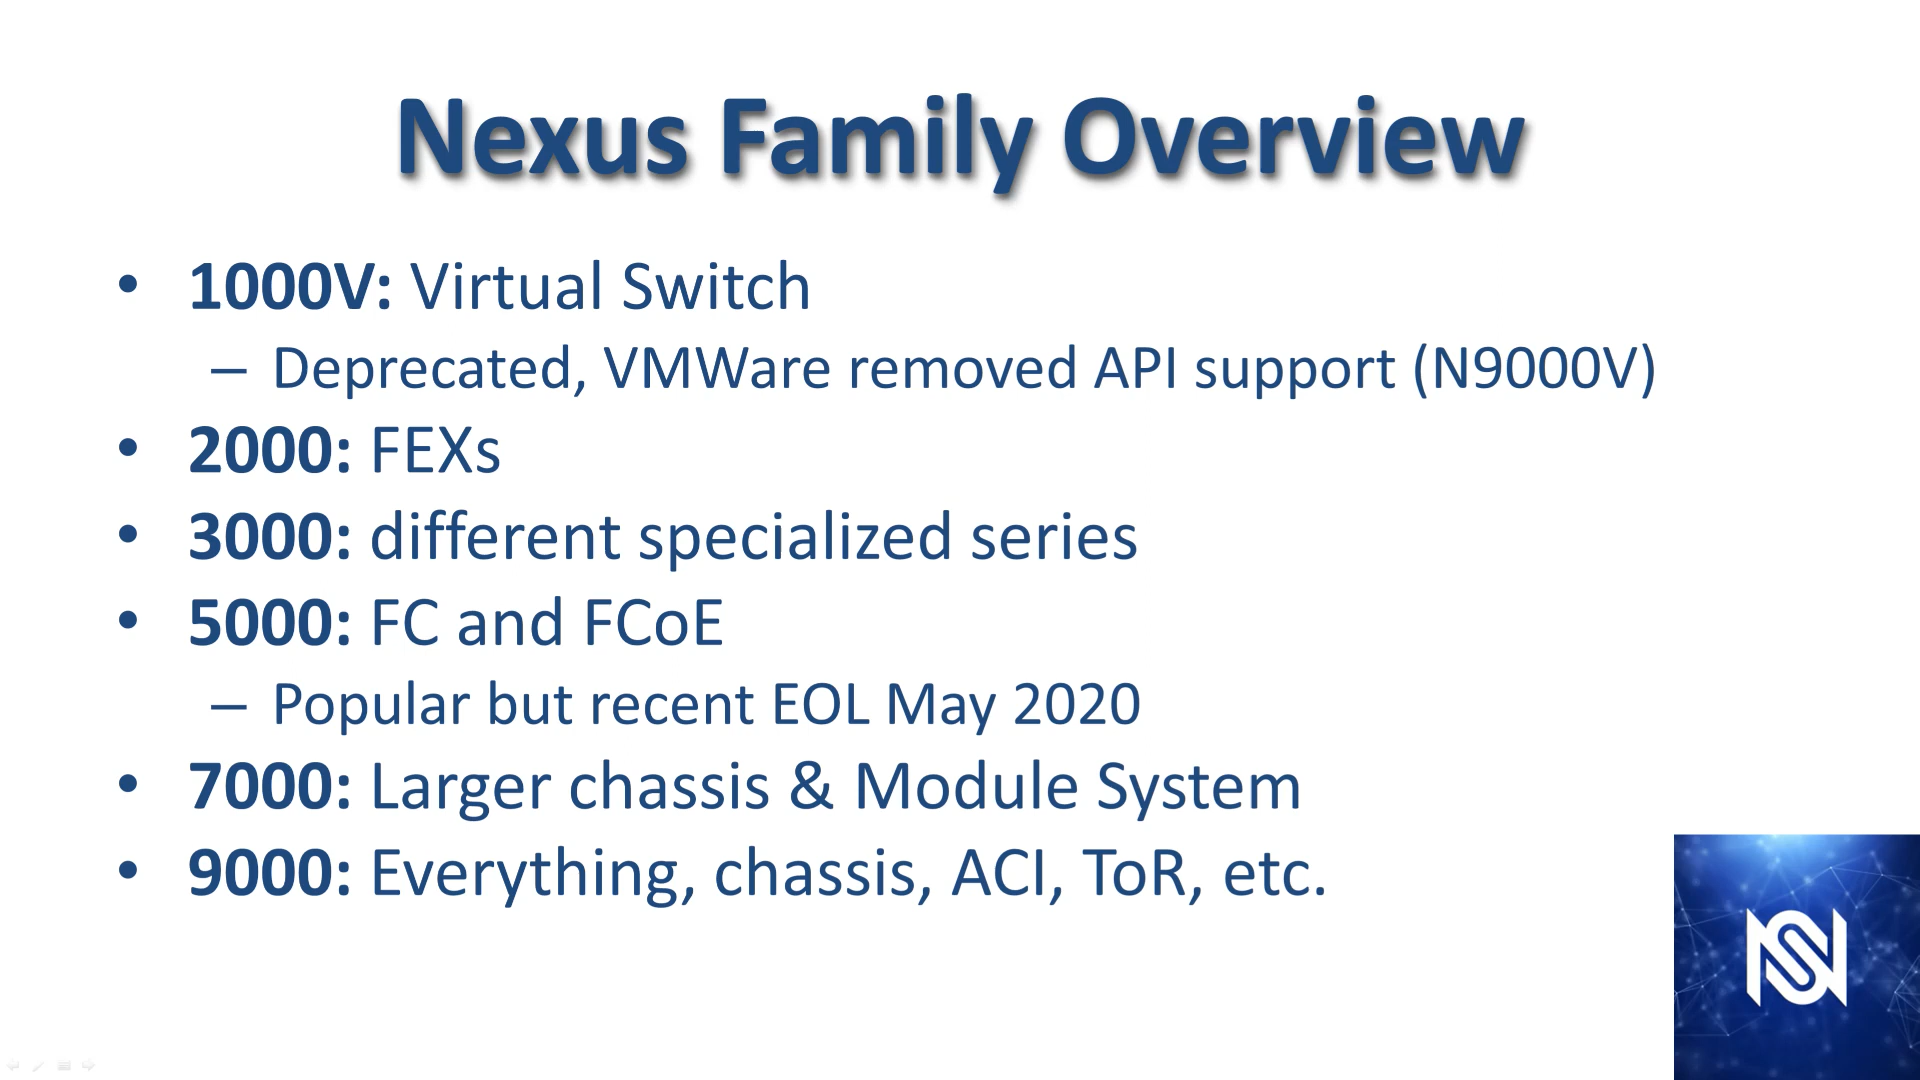 Nexus Family Overview
• 1000V: Virtual Switch
– Deprecated, VMWare removed API support (N9000V)
• 2000: FEXs
• 3000: different specialized series
• 5000: FC and FCoE
– Popular but recent EOL May 2020
• 7000: Larger chassis & Module System
• 9000: Everything, chassis, ACI, ToR, etc.